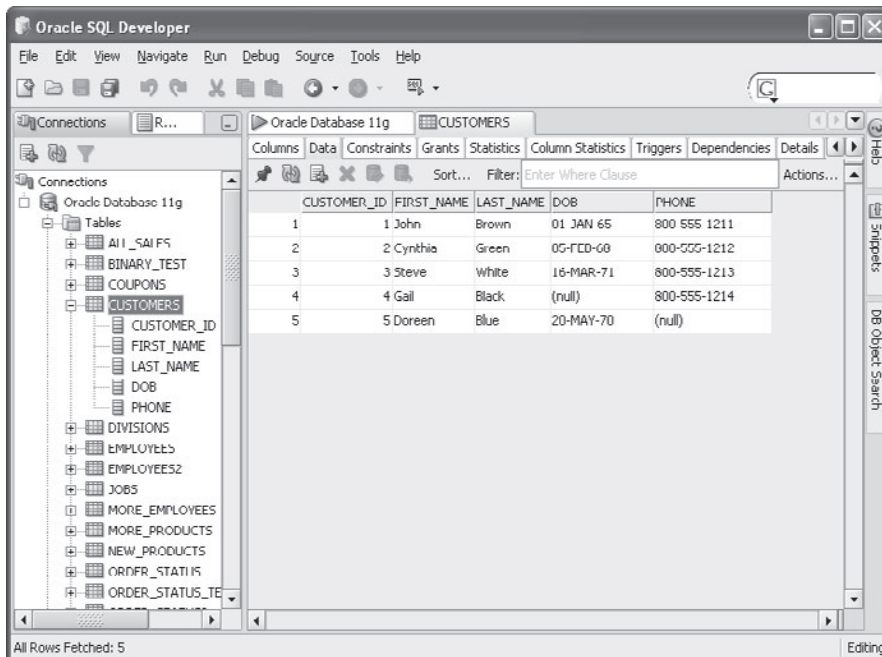 Oracle SQL Developer
File Edit View Navigate Run Debug Source Tools Help
Connections R...
Oracle Database 11g CUSTOMERS
Columns Data Constraints Grants Statistics Column Statistics Triggers Dependencies Details
Sort... Filter: Enter Where Clause Actions...
Connections
Oracle Database 11g
Tables
ALL_SALES
BINARY_TEST
COUPONS
CUSTOMERS
CUSTOMER_ID
FIRST_NAME
LAST_NAME
DOB
PHONE
DIVISIONS
EMPLOYEES
EMPLOYEES2
JOBS
MORE_EMPLOYEES
MORE_PRODUCTS
NEW_PRODUCTS
ORDER_STATUS
ORDER_STATUS_TE
CUSTOMER_ID FIRST_NAME LAST_NAME DOB PHONE
1 1 John Brown 01-JAN-65 800-555-1211
2 2 Cynthia Green 05-FEB-68 800-555-1212
3 3 Steve White 16-MAR-71 800-555-1213
4 4 Gail Black (null) 800-555-1214
5 5 Doreen Blue 20-MAY-70 (null)
Help
Snippets
DB Object Search
All Rows Fetched: 5 Editing